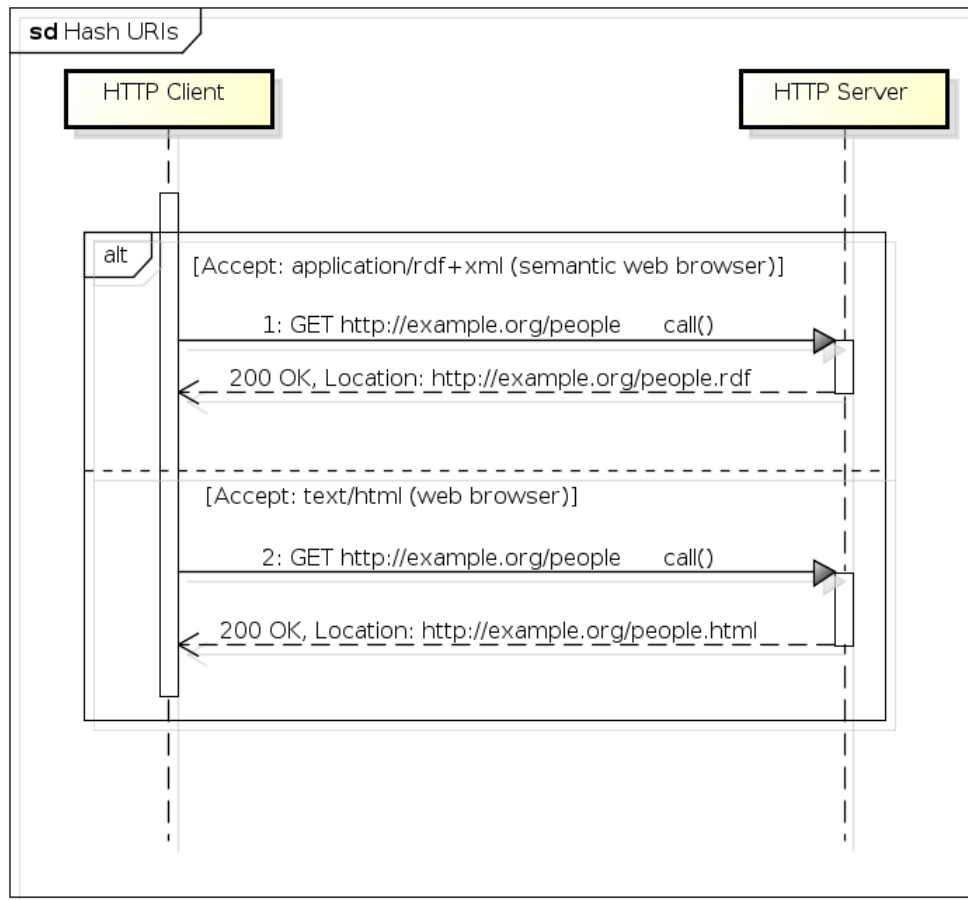 sd Hash URIs
HTTP Client
HTTP Server
alt
[Accept: application/rdf+xml (semantic web browser)]
1: GET http://example.org/people call()
200 OK, Location: http://example.org/people.rdf
[Accept: text/html (web browser)]
2: GET http://example.org/people call()
200 OK, Location: http://example.org/people.html